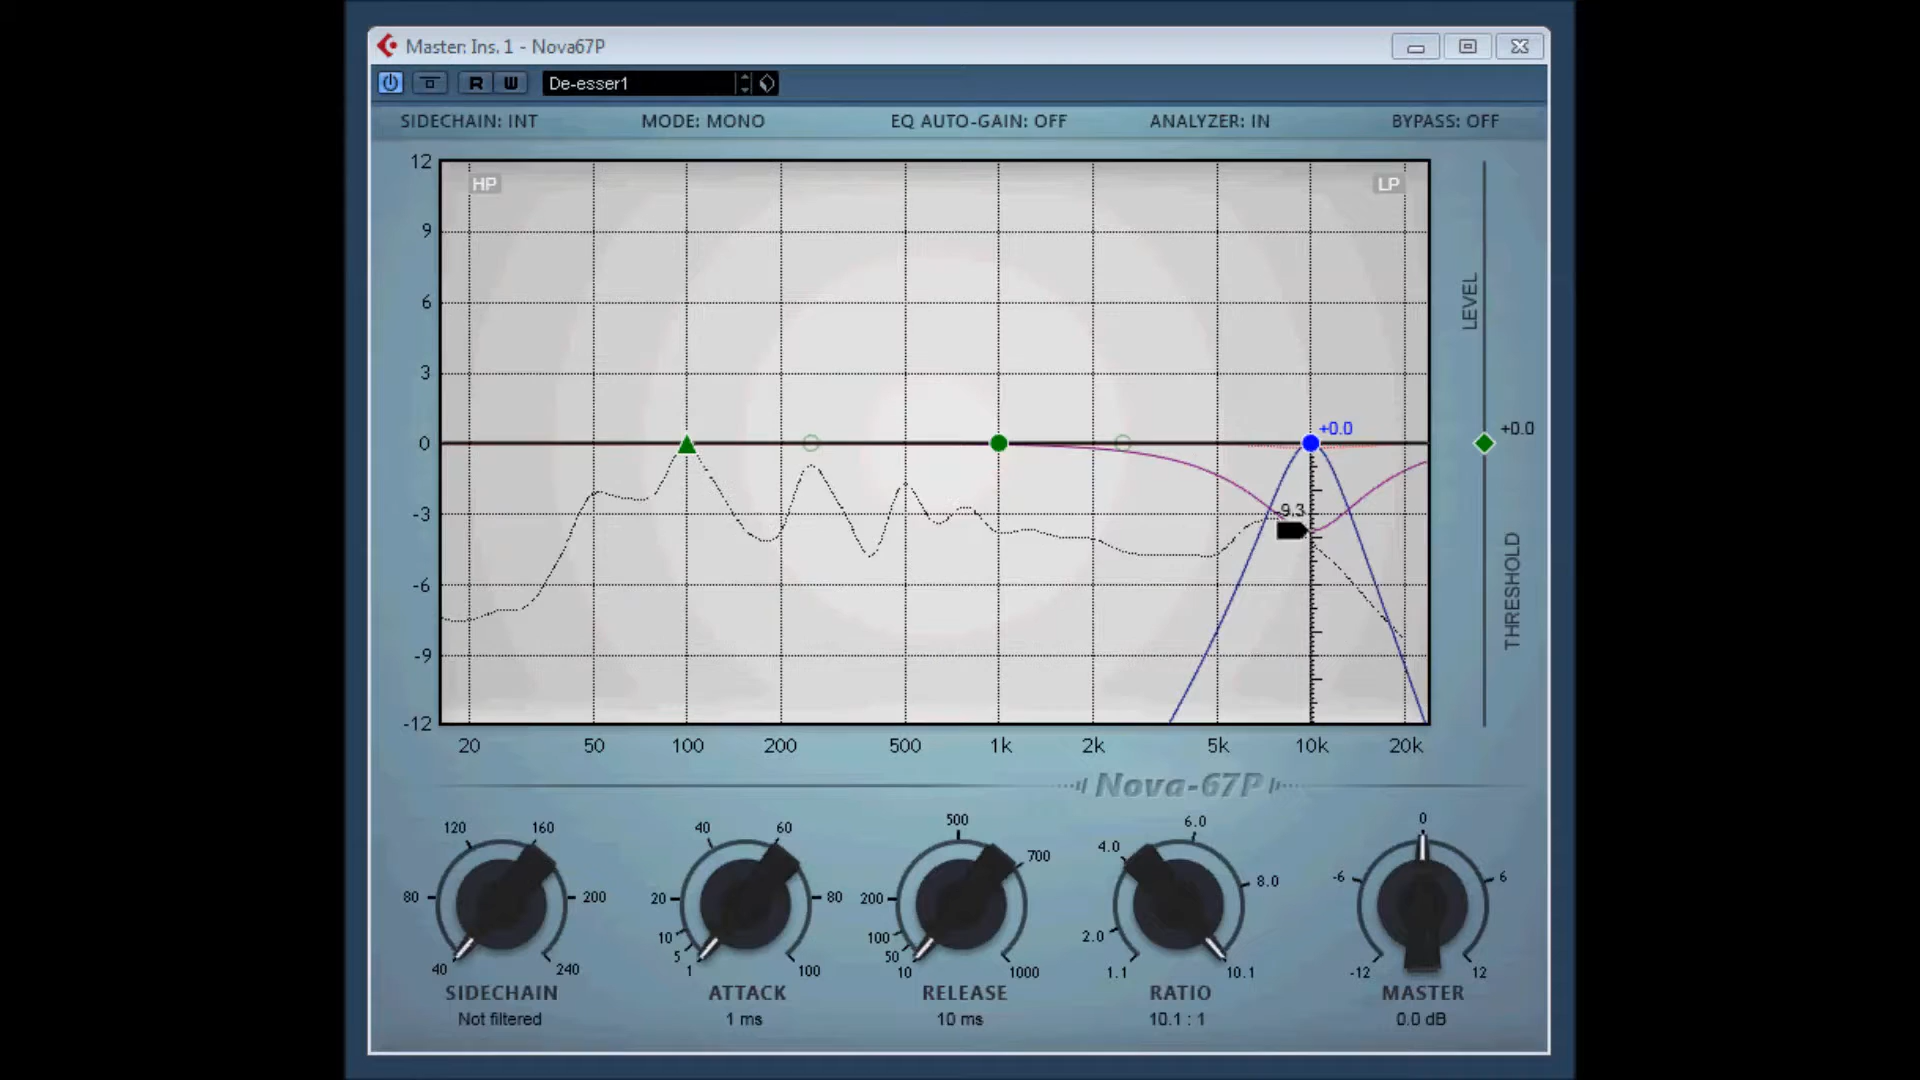 Master: Ins. 1 - Nova67P
R W De-esser1
SIDECHAIN: INT MODE: MONO EQ AUTO-GAIN: OFF ANALYZER: IN BYPASS: OFF
12
HP LP
9
6
LEVEL
3
0 +0.0 +0.0
-3 -9.3
THRESHOLD
-6
-9
-12
20 50 100 200 500 1k 2k 5k 10k 20k
Nova-67P
120 160 40 60 500 700 4.0 6.0 0
80 200 20 80 200 8.0 -6 6
10 100 2.0
5 50
40 240 1 100 10 1000 1.1 10.1 -12 12
SIDECHAIN ATTACK RELEASE RATIO MASTER
Not filtered 1 ms 10 ms 10.1 : 1 0.0 dB